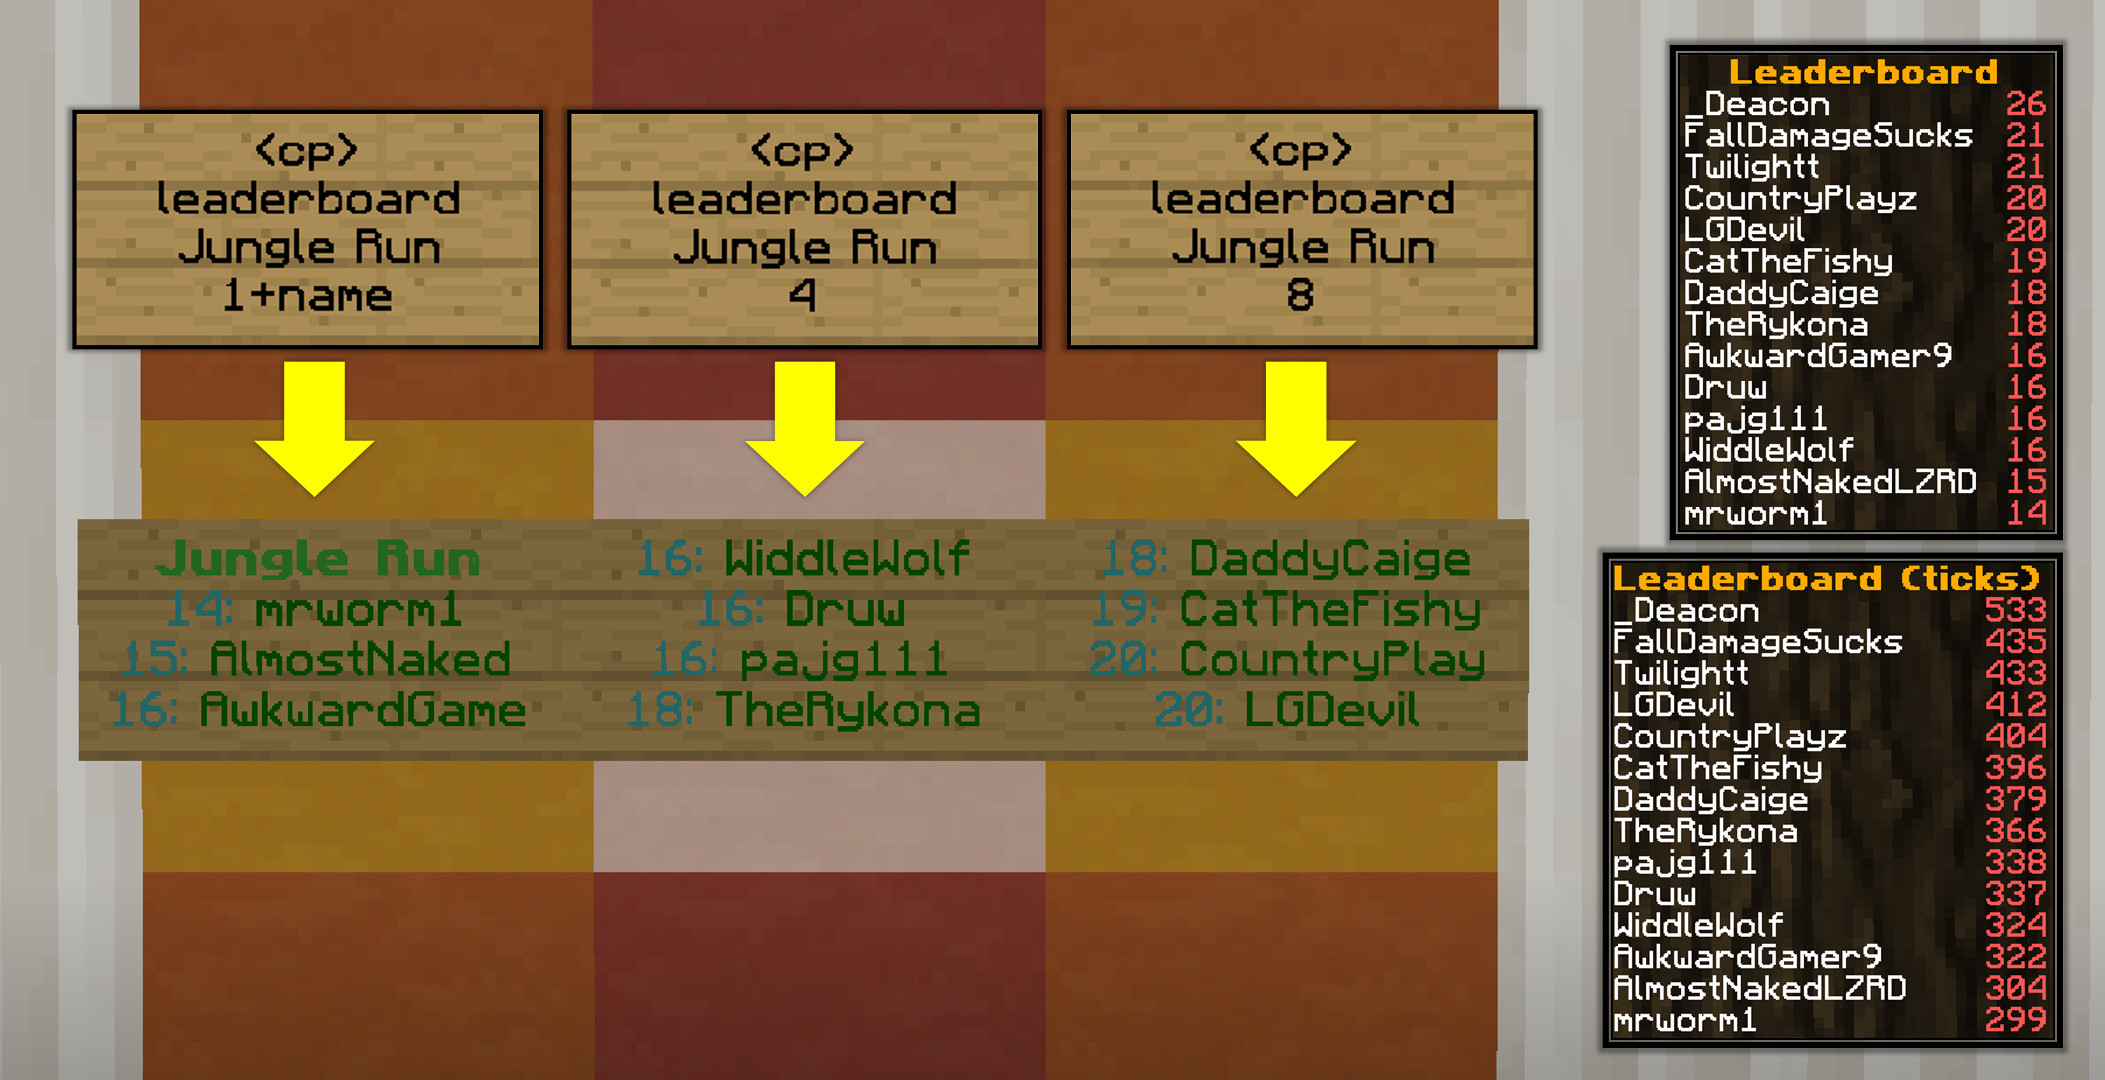 <cp>
leaderboard
Jungle Run
1+name
<cp>
leaderboard
Jungle Run
4
<cp>
leaderboard
Jungle Run
8
Jungle Run
14: mrworm1
15: AlmostNaked
16: AwkwardGame
16: WiddleWolf
16: Druw
16: pajg111
18: TheRykona
18: DaddyCaige
19: CatTheFishy
20: CountryPlay
20: LGDevil
Leaderboard
_Deacon 26
FallDamageSucks 21
Twilightt 21
CountryPlayz 20
LGDevil 20
CatTheFishy 19
DaddyCaige 18
TheRykona 18
AwkwardGamer9 16
Druw 16
pajg111 16
WiddleWolf 16
AlmostNakedLZRD 15
mrworm1 14
Leaderboard (ticks)
_Deacon 533
FallDamageSucks 435
Twilightt 433
LGDevil 412
CountryPlayz 404
CatTheFishy 396
DaddyCaige 379
TheRykona 366
pajg111 338
Druw 337
WiddleWolf 324
AwkwardGamer9 322
AlmostNakedLZRD 304
mrworm1 299